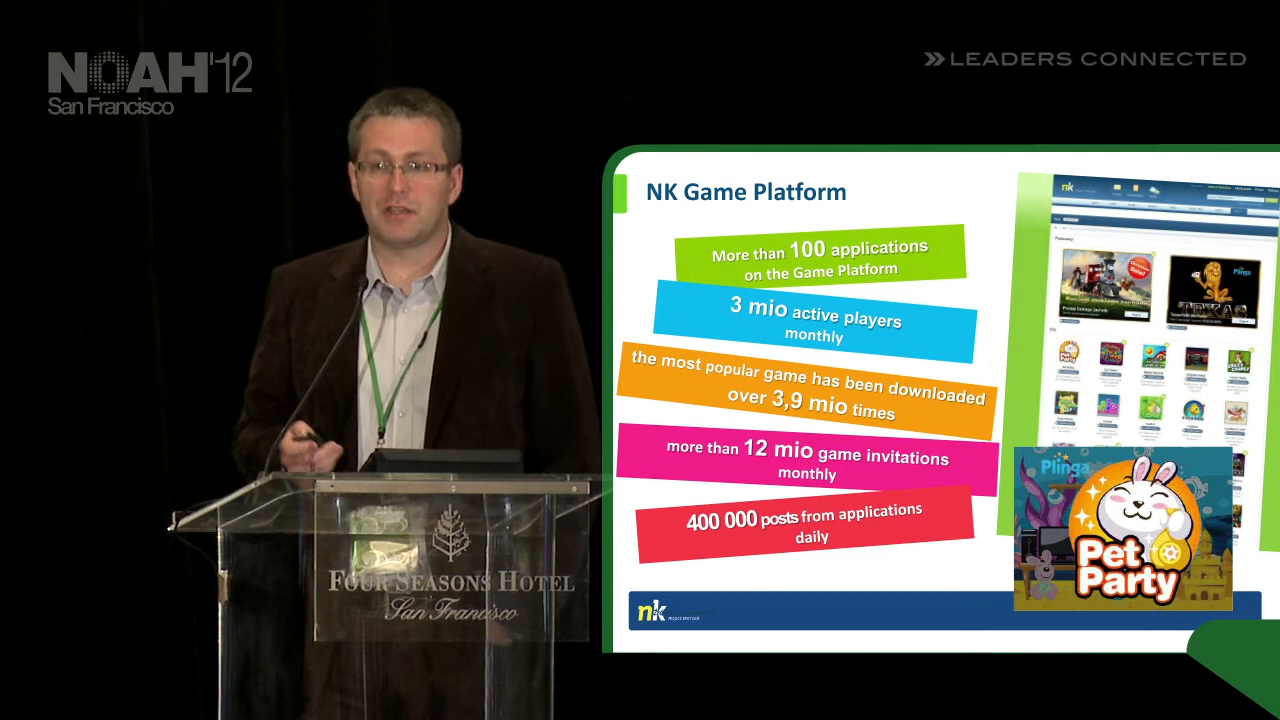 NOAH'12
San Francisco
LEADERS CONNECTED
NK Game Platform
More than 100 applications
on the Game Platform
3 mio active players
monthly
the most popular game has been downloaded
over 3,9 mio times
more than 12 mio game invitations
monthly
400 000 posts from applications
daily
nk
Plinga
Plinga
Pet
Party
nk
FOUR SEASONS HOTEL
San Francisco